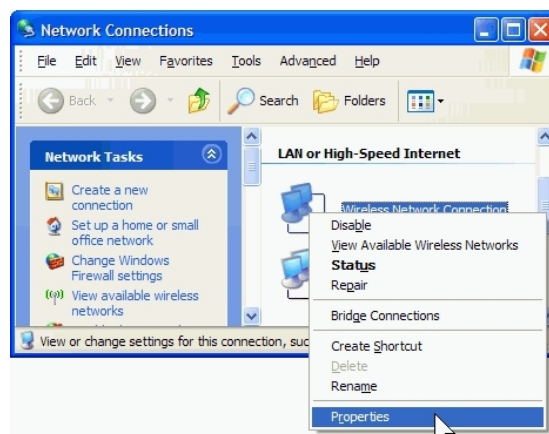 Network Connections
File Edit View Favorites Tools Advanced Help
Back Search Folders
Network Tasks
Create a new
connection
Set up a home or small
office network
Change Windows
Firewall settings
View available wireless
networks
LAN or High-Speed Internet
Wireless Network Connection
Disable
View Available Wireless Networks
Status
Repair
Bridge Connections
Create Shortcut
Delete
Rename
Properties
View or change settings for this connection, suc